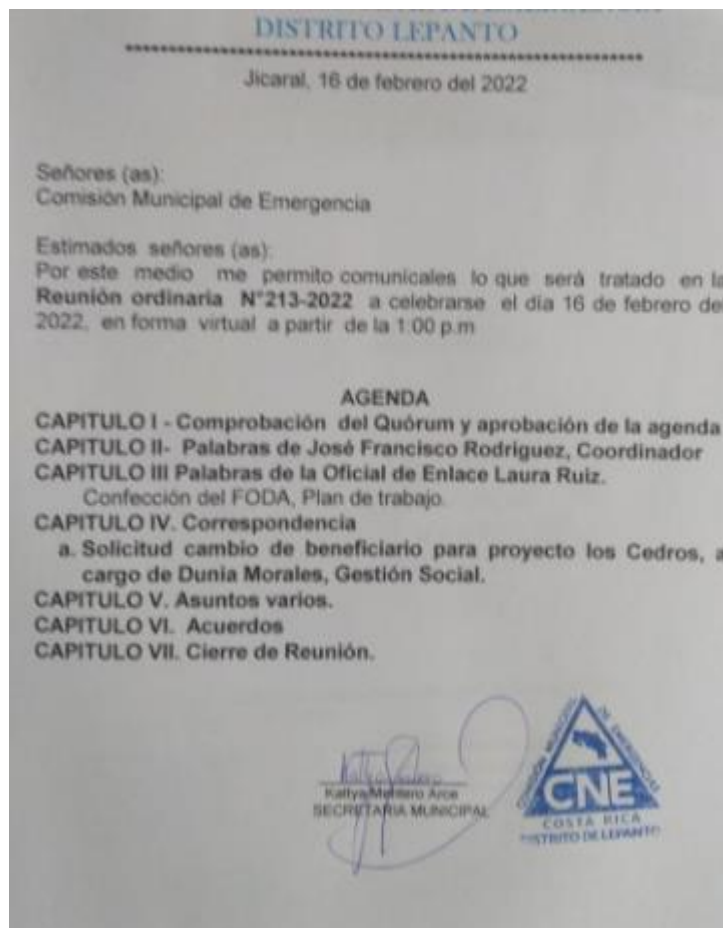 DISTRITO LEPANTO
Jicaral, 16 de febrero del 2022
Señores (as):
Comisión Municipal de Emergencia
Estimados señores (as):
Por este medio me permito comunicales lo que será tratado en la
Reunión ordinaria N°213-2022 a celebrarse el día 16 de febrero del
2022, en forma virtual a partir de la 1:00 p.m
AGENDA
CAPITULO I - Comprobación del Quórum y aprobación de la agenda
CAPITULO II- Palabras de José Francisco Rodriguez, Coordinador
CAPITULO III Palabras de la Oficial de Enlace Laura Ruiz.
Confección del FODA, Plan de trabajo.
CAPITULO IV. Correspondencia
a. Solicitud cambio de beneficiario para proyecto los Cedros, a
cargo de Dunia Morales, Gestión Social.
CAPITULO V. Asuntos varios.
CAPITULO VI. Acuerdos
CAPITULO VII. Cierre de Reunión.
Kattya Montero Arce
SECRETARIA MUNICIPAL
COMISIÓN MUNICIPAL DE EMERGENCIAS
CNE
COSTA RICA
DISTRITO DE LEPANTO